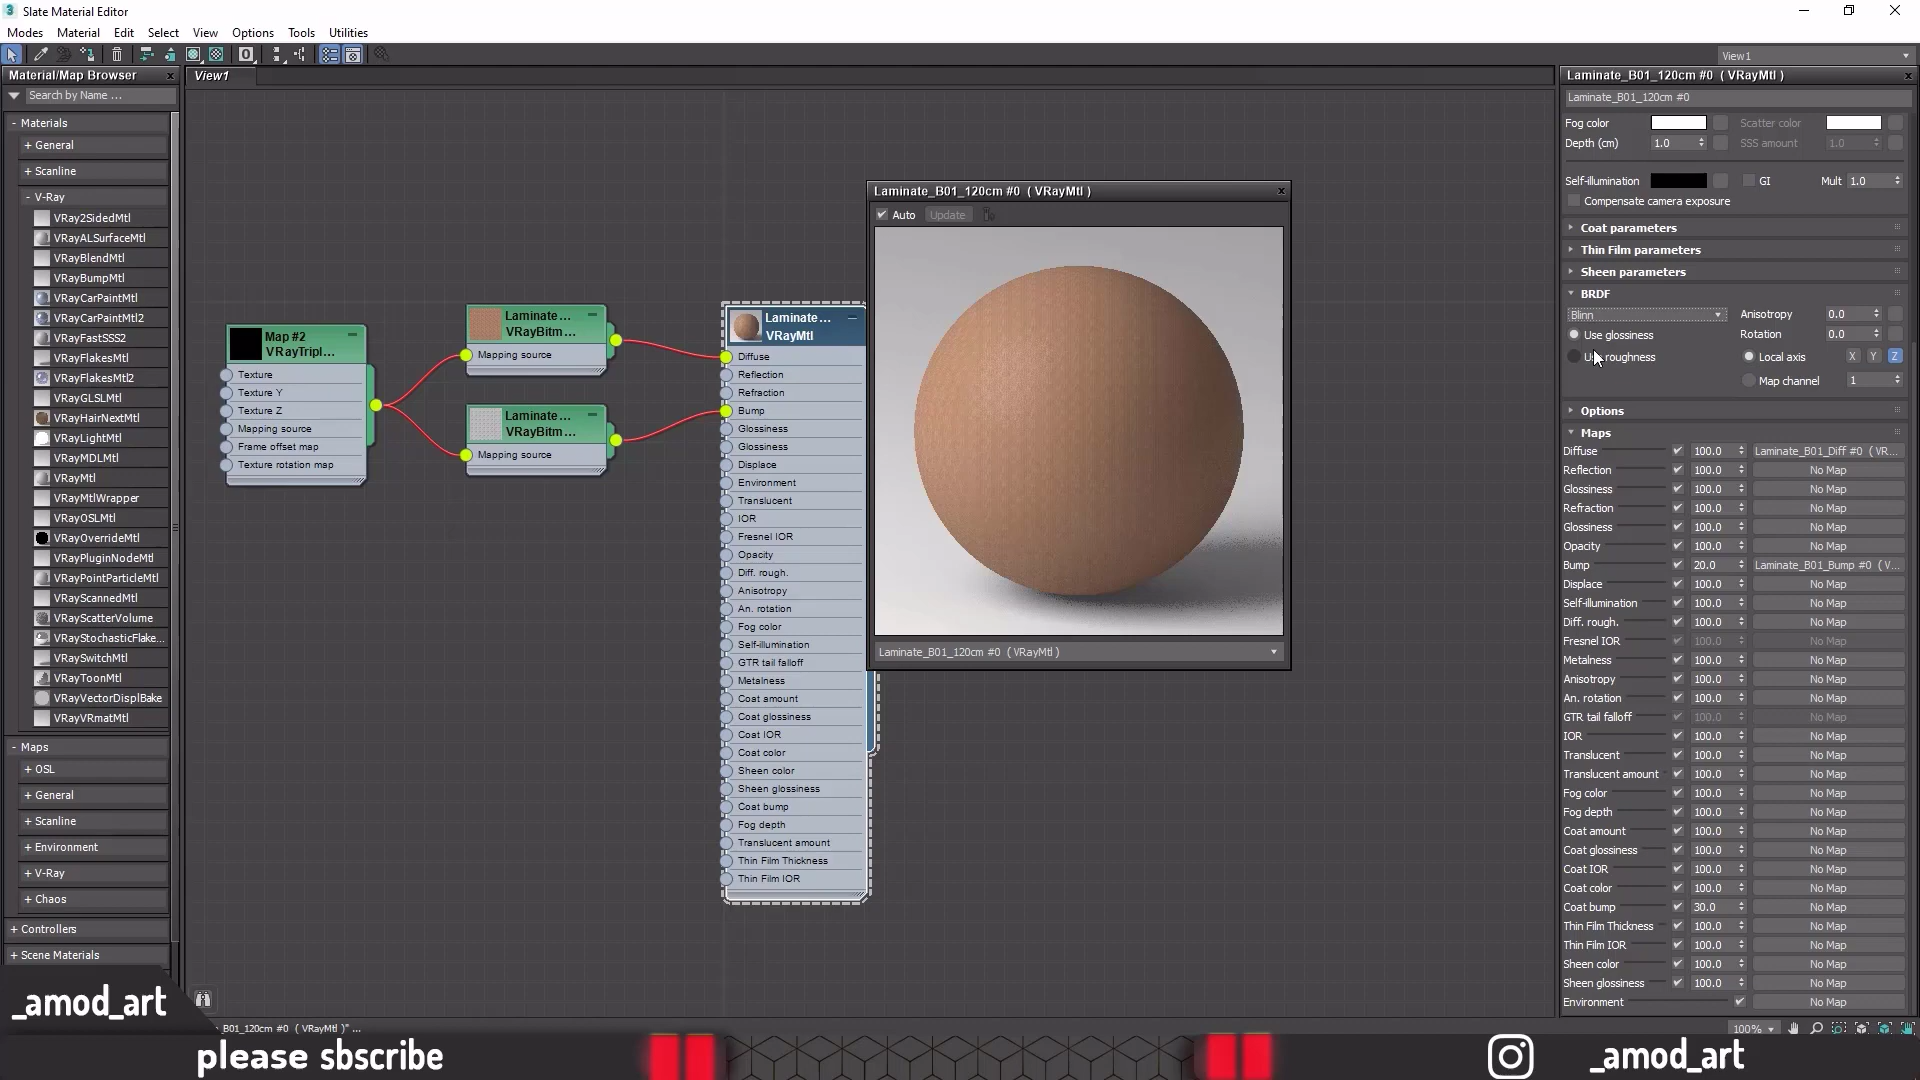 Slate Material Editor
Modes Material Edit Select View Options Tools Utilities
View1
Material/Map Browser
Search by Name ...
- Materials
+ General
+ Scanline
- V-Ray
VRay2SidedMtl
VRayALSurfaceMtl
VRayBlendMtl
VRayBumpMtl
VRayCarPaintMtl
VRayCarPaintMtl2
VRayFastSSS2
VRayFlakesMtl
VRayFlakesMtl2
VRayGLSLMtl
VRayHairNextMtl
VRayLightMtl
VRayMDLMtl
VRayMtl
VRayMtlWrapper
VRayOSLMtl
VRayOverrideMtl
VRayPluginNodeMtl
VRayPointParticleMtl
VRayScannedMtl
VRayScatterVolume
VRayStochasticFlake...
VRaySwitchMtl
VRayToonMtl
VRayVectorDisplBake
VRayVRmatMtl
- Maps
+ OSL
+ General
+ Scanline
+ Environment
+ V-Ray
+ Chaos
+ Controllers
+ Scene Materials
View1
Map #2
VRayTripl...
Texture
Texture Y
Texture Z
Mapping source
Frame offset map
Texture rotation map
Laminate...
VRayBitm...
Mapping source
Laminate...
VRayBitm...
Mapping source
Laminate...
VRayMtl
Diffuse
Reflection
Refraction
Bump
Glossiness
Glossiness
Displace
Environment
Translucent
IOR
Fresnel IOR
Opacity
Diff. rough.
Anisotropy
An. rotation
Fog color
Self-illumination
GTR tail falloff
Metalness
Coat amount
Coat glossiness
Coat IOR
Coat color
Sheen color
Sheen glossiness
Coat bump
Fog depth
Translucent amount
Thin Film Thickness
Thin Film IOR
Laminate_B01_120cm #0 ( VRayMtl )
Auto Update
Laminate_B01_120cm #0 ( VRayMtl )
Laminate_B01_120cm #0 ( VRayMtl )
Laminate_B01_120cm #0
Fog color Scatter color
Depth (cm) 1.0 SSS amount 1.0
Self-illumination GI Mult 1.0
Compensate camera exposure
Coat parameters
Thin Film parameters
Sheen parameters
BRDF
Blinn Anisotropy 0.0
Use glossiness Rotation 0.0
roughness Local axis X Y Z
Map channel 1
Options
Maps
Diffuse 100.0 Laminate_B01_Diff #0 ( VR...
Reflection 100.0 No Map
Glossiness 100.0 No Map
Refraction 100.0 No Map
Glossiness 100.0 No Map
Opacity 100.0 No Map
Bump 20.0 Laminate_B01_Bump #0 ( V...
Displace 100.0 No Map
Self-illumination 100.0 No Map
Diff. rough. 100.0 No Map
Fresnel IOR 100.0 No Map
Metalness 100.0 No Map
Anisotropy 100.0 No Map
An. rotation 100.0 No Map
GTR tail falloff 100.0 No Map
IOR 100.0 No Map
Translucent 100.0 No Map
Translucent amount 100.0 No Map
Fog color 100.0 No Map
Fog depth 100.0 No Map
Coat amount 100.0 No Map
Coat glossiness 100.0 No Map
Coat IOR 100.0 No Map
Coat color 100.0 No Map
Coat bump 30.0 No Map
Thin Film Thickness 100.0 No Map
Thin Film IOR 100.0 No Map
Sheen color 100.0 No Map
Sheen glossiness 100.0 No Map
Environment No Map
_B01_120cm #0 ( VRayMtl )" ...
100%
_amod_art
please sbscribe
_amod_art